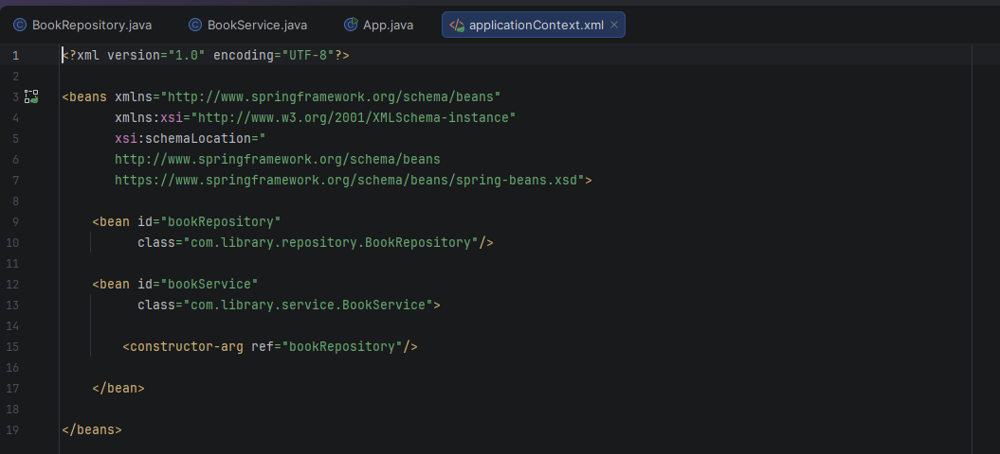 BookRepository.java BookService.java App.java applicationContext.xml
1 <?xml version="1.0" encoding="UTF-8"?>
2
3 <beans xmlns="http://www.springframework.org/schema/beans"
4 xmlns:xsi="http://www.w3.org/2001/XMLSchema-instance"
5 xsi:schemaLocation="
6 http://www.springframework.org/schema/beans
7 https://www.springframework.org/schema/beans/spring-beans.xsd">
8
9 <bean id="bookRepository"
10 class="com.library.repository.BookRepository"/>
11
12 <bean id="bookService"
13 class="com.library.service.BookService">
14
15 <constructor-arg ref="bookRepository"/>
16
17 </bean>
18
19 </beans>